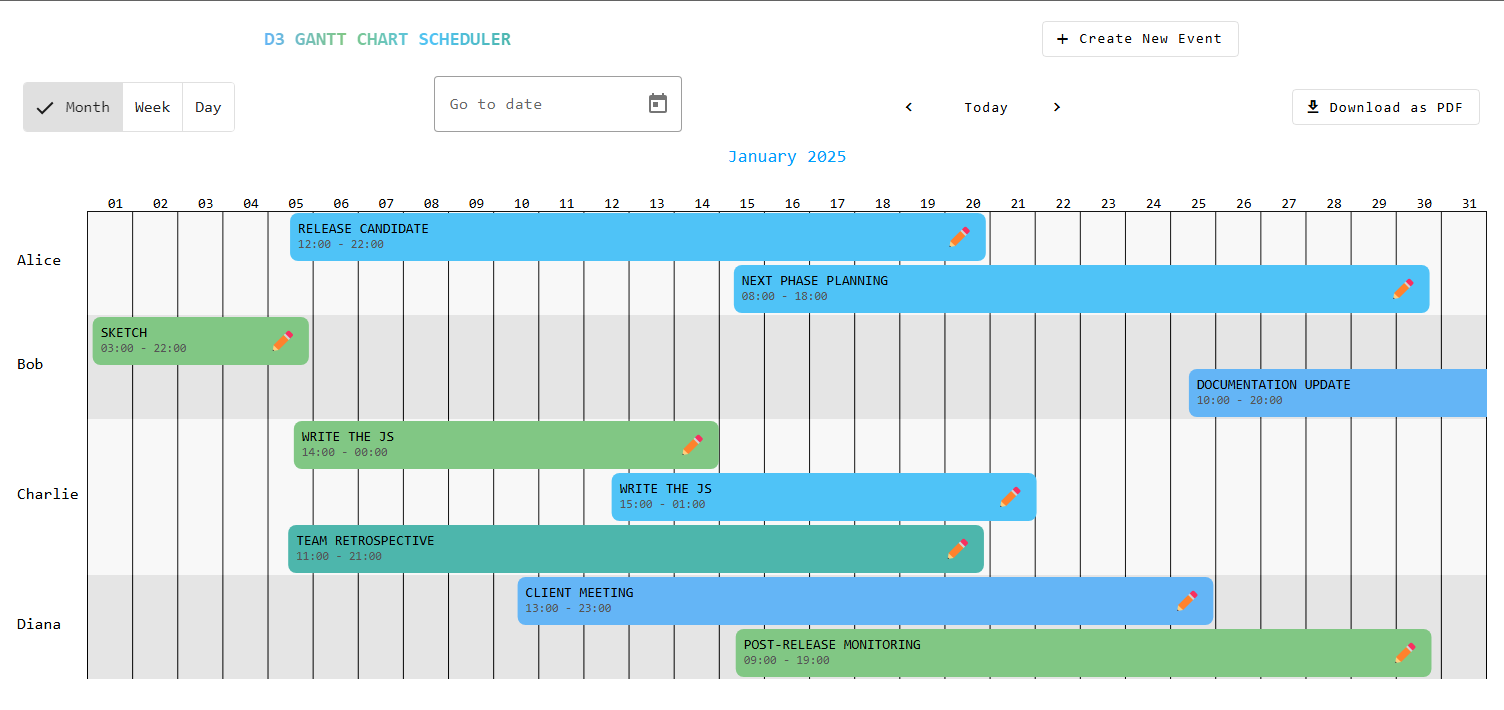 D3 GANTT CHART SCHEDULER
+ Create New Event
Month Week Day
Go to date
Today
Download as PDF
January 2025
01 02 03 04 05 06 07 08 09 10 11 12 13 14 15 16 17 18 19 20 21 22 23 24 25 26 27 28 29 30 31
Alice
RELEASE CANDIDATE
12:00 - 22:00
NEXT PHASE PLANNING
08:00 - 18:00
Bob
SKETCH
03:00 - 22:00
DOCUMENTATION UPDATE
10:00 - 20:00
Charlie
WRITE THE JS
14:00 - 00:00
WRITE THE JS
15:00 - 01:00
TEAM RETROSPECTIVE
11:00 - 21:00
Diana
CLIENT MEETING
13:00 - 23:00
POST-RELEASE MONITORING
09:00 - 19:00